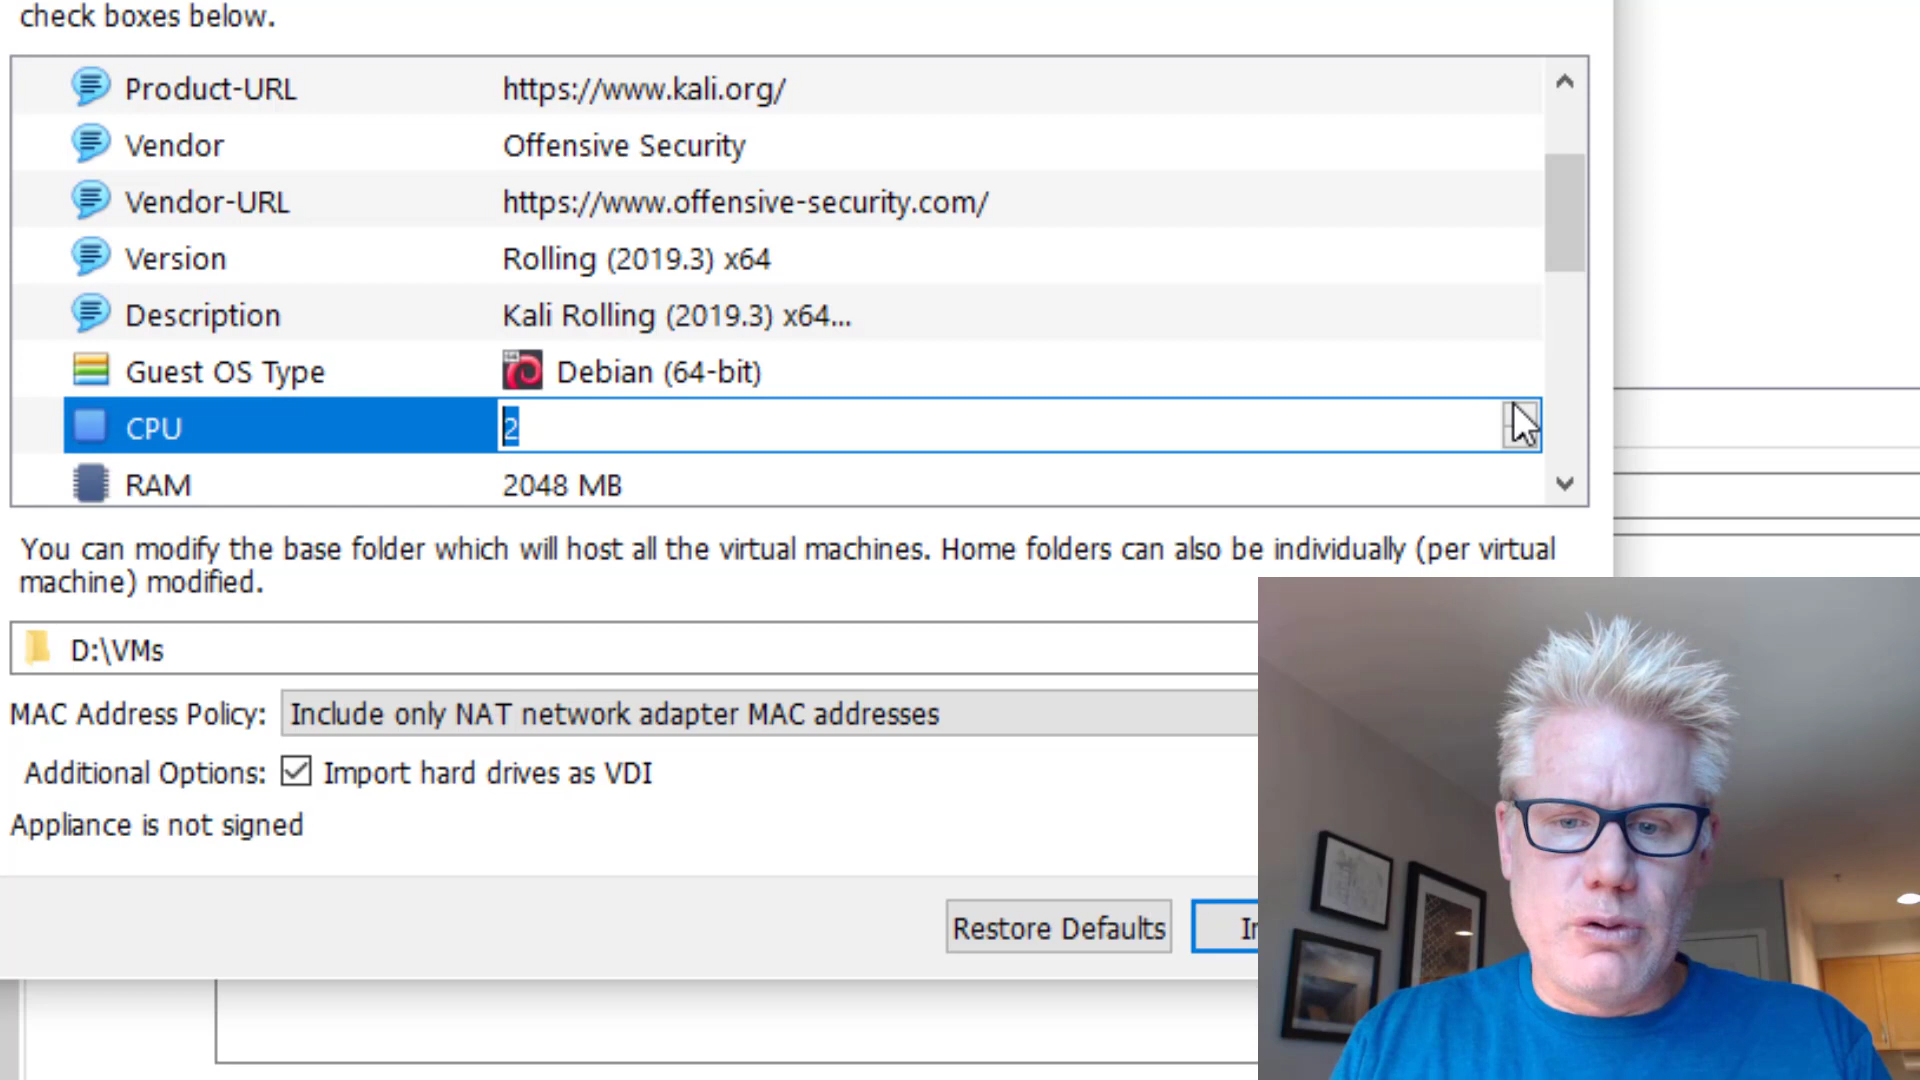 check boxes below.
Product-URL https://www.kali.org/
Vendor Offensive Security
Vendor-URL https://www.offensive-security.com/
Version Rolling (2019.3) x64
Description Kali Rolling (2019.3) x64...
Guest OS Type Debian (64-bit)
CPU 2
RAM 2048 MB
You can modify the base folder which will host all the virtual machines. Home folders can also be individually (per virtual
machine) modified.
D:\VMs
MAC Address Policy: Include only NAT network adapter MAC addresses
Additional Options: Import hard drives as VDI
Appliance is not signed
Restore Defaults